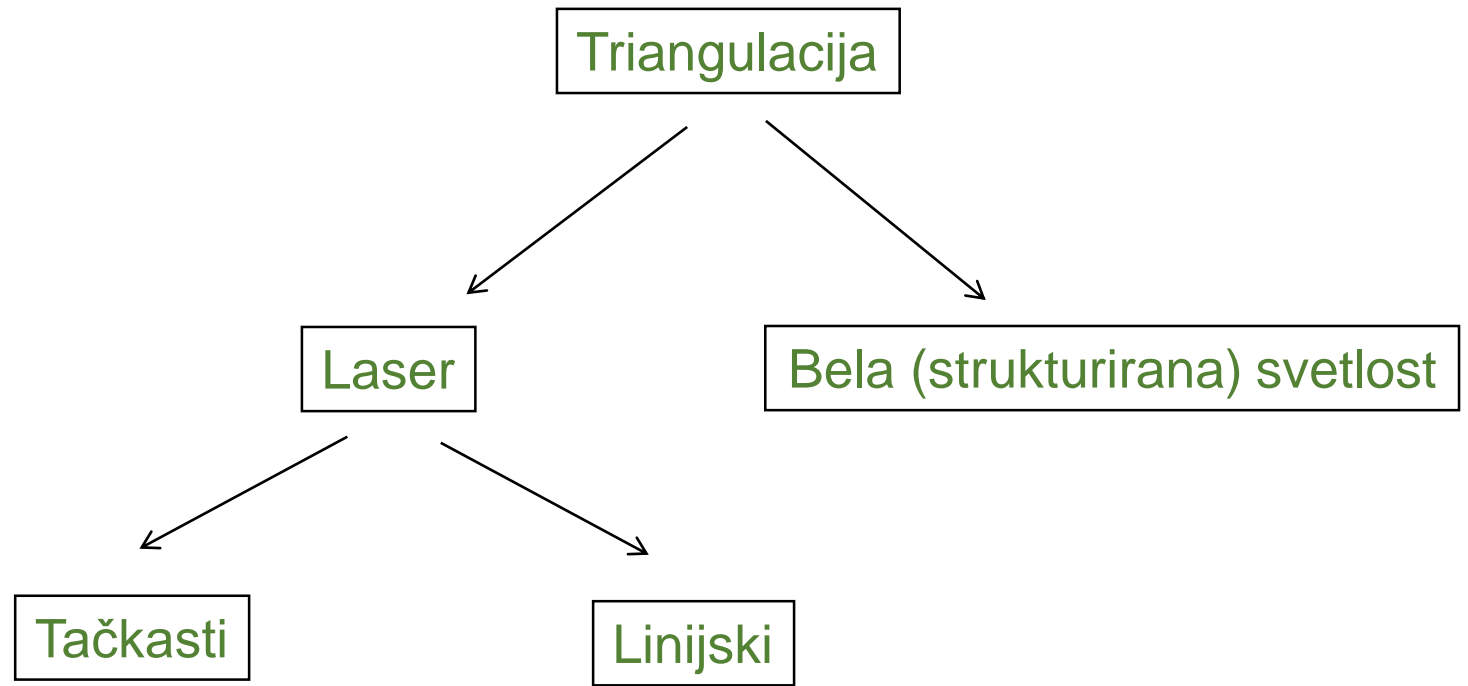 Triangulacija
Laser
Bela (strukturirana) svetlost
Tačkasti
Linijski